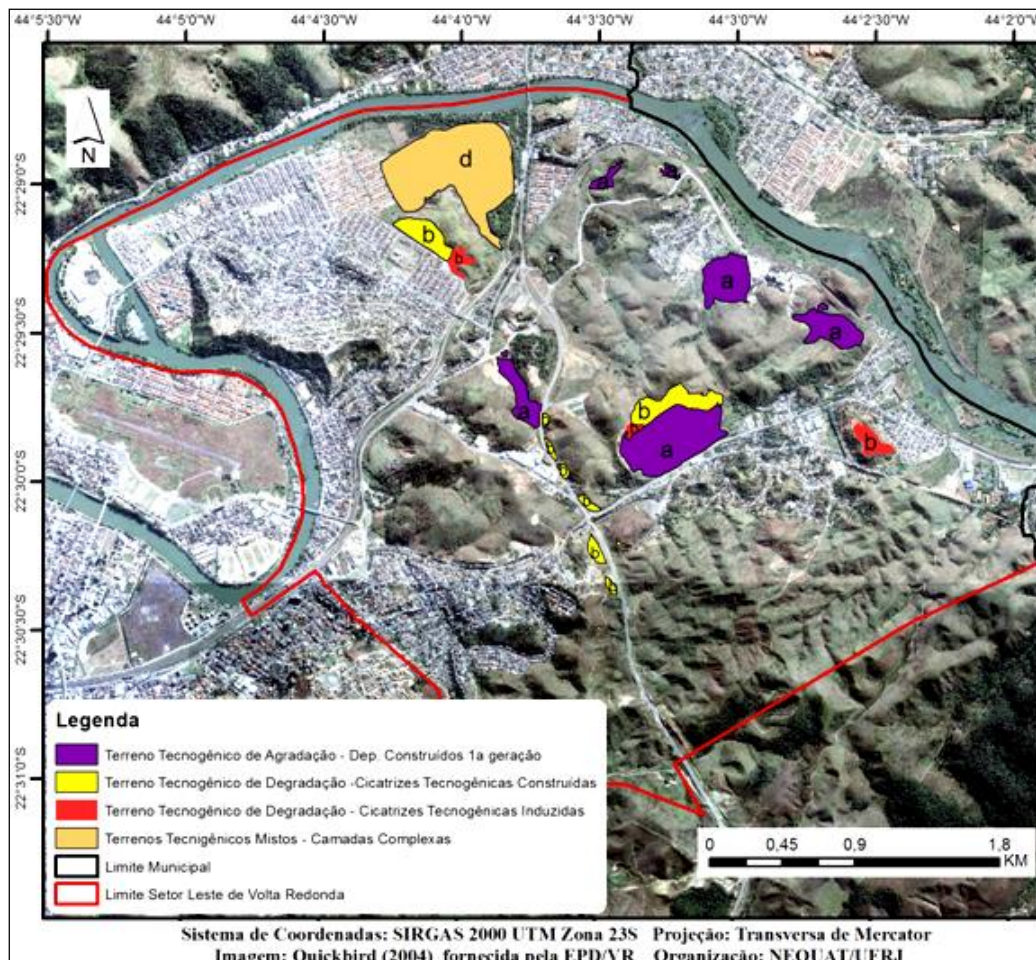 44°5'30"W 44°5'0"W 44°4'30"W 44°4'0"W 44°3'30"W 44°3'0"W 44°2'30"W 44°2'0"W
N
22°29'0"S
22°29'30"S
22°30'0"S
22°30'30"S
22°31'0"S
d
b
b
a
a
a
b
a
b
b
Legenda
Terreno Tecnogênico de Agradação - Dep. Construídos 1a geração
Terreno Tecnogênico de Degradação -Cicatrizes Tecnogênicas Construídas
Terreno Tecnogênico de Degradação - Cicatrizes Tecnogênicas Induzidas
Terrenos Tecnigênicos Mistos - Camadas Complexas
Limite Municipal
Limite Setor Leste de Volta Redonda
0 0,45 0,9 1,8
KM
Sistema de Coordenadas: SIRGAS 2000 UTM Zona 23S Projeção: Transversa de Mercator
Imagem: Quickbird (2004) fornecida pela EPD/VR Organização: NEQUAT/UFRJ